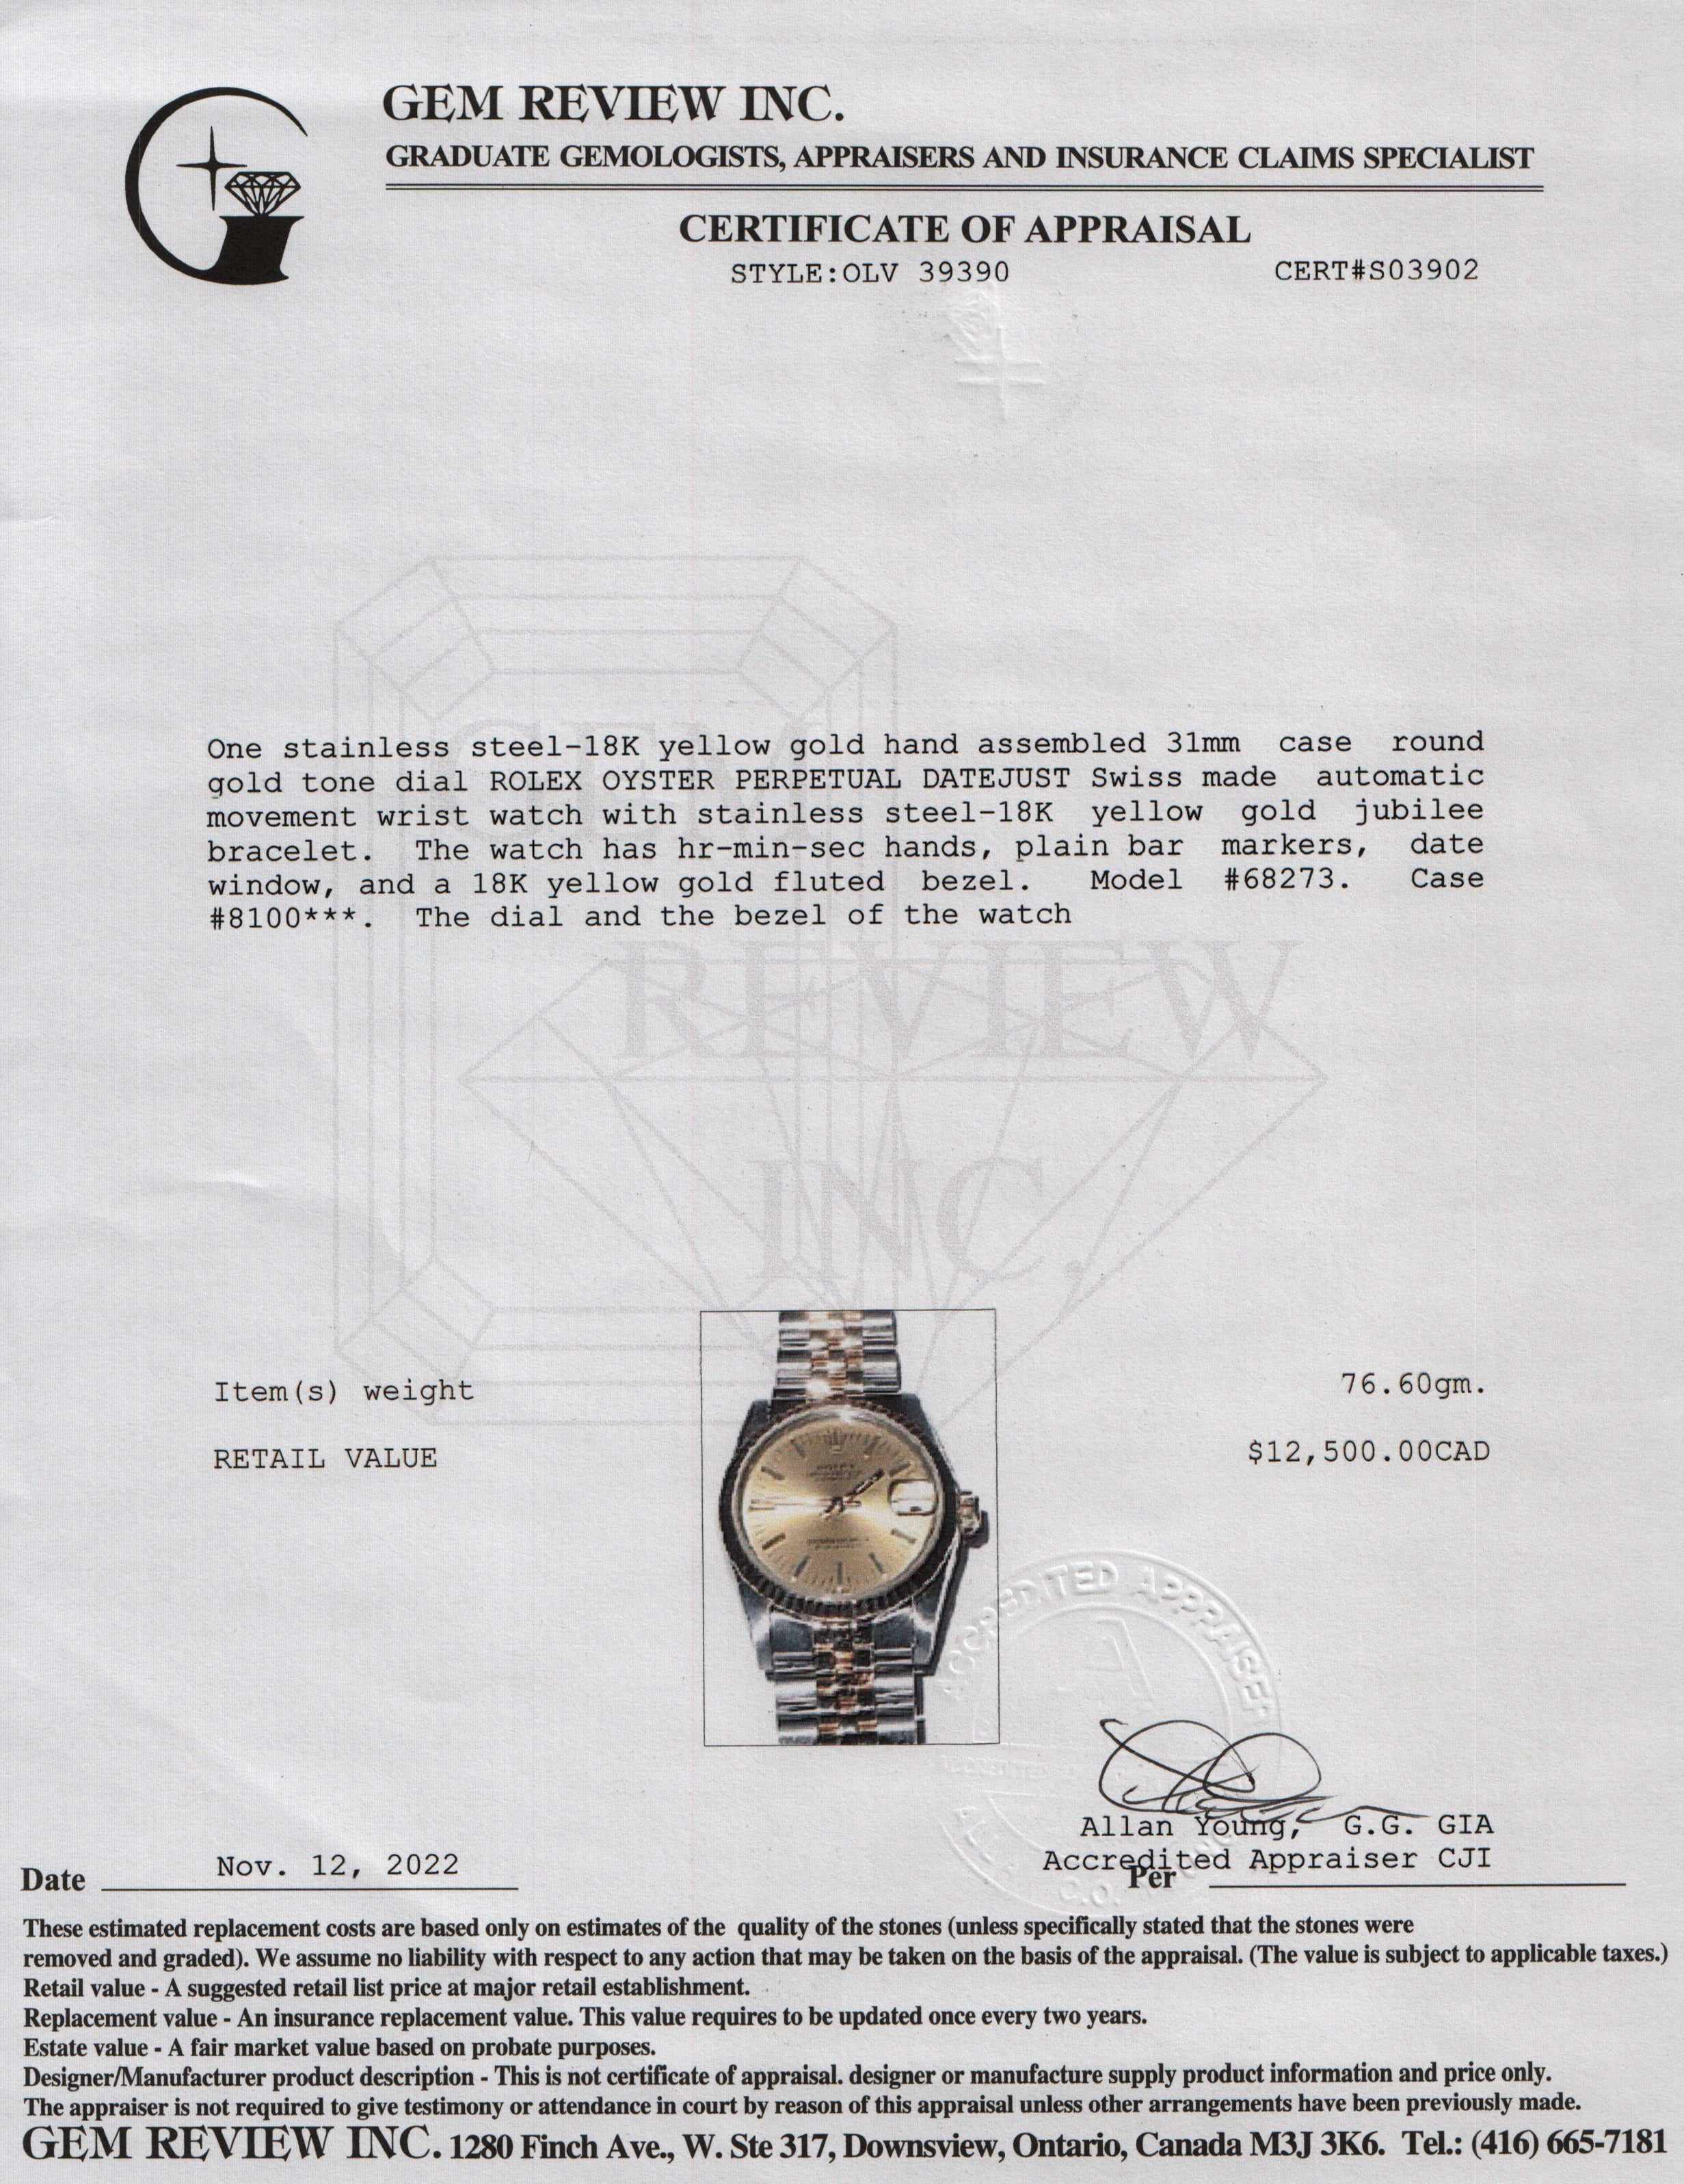 GEM REVIEW INC.
GRADUATE GEMOLOGISTS, APPRAISERS AND INSURANCE CLAIMS SPECIALIST
CERTIFICATE OF APPRAISAL
STYLE:OLV 39390 CERT#S03902
One stainless steel-18K yellow gold hand assembled 31mm case round
gold tone dial ROLEX OYSTER PERPETUAL DATEJUST Swiss made automatic
movement wrist watch with stainless steel-18K yellow gold jubilee
bracelet. The watch has hr-min-sec hands, plain bar markers, date
window, and a 18K yellow gold fluted bezel. Model #68273. Case
#8100***. The dial and the bezel of the watch
GEM
REVIEW
INC.
Item(s) weight 76.60gm.
RETAIL VALUE $12,500.00CAD
ACCREDITED APPRAISER
Allan Young, G.G. GIA
Accredited Appraiser CJI
Date Nov. 12, 2022 Per
These estimated replacement costs are based only on estimates of the quality of the stones (unless specifically stated that the stones were
removed and graded). We assume no liability with respect to any action that may be taken on the basis of the appraisal. (The value is subject to applicable taxes.)
Retail value - A suggested retail list price at major retail establishment.
Replacement value - An insurance replacement value. This value requires to be updated once every two years.
Estate value - A fair market value based on probate purposes.
Designer/Manufacturer product description - This is not certificate of appraisal. designer or manufacture supply product information and price only.
The appraiser is not required to give testimony or attendance in court by reason of this appraisal unless other arrangements have been previously made.
GEM REVIEW INC. 1280 Finch Ave., W. Ste 317, Downsview, Ontario, Canada M3J 3K6. Tel.: (416) 665-7181